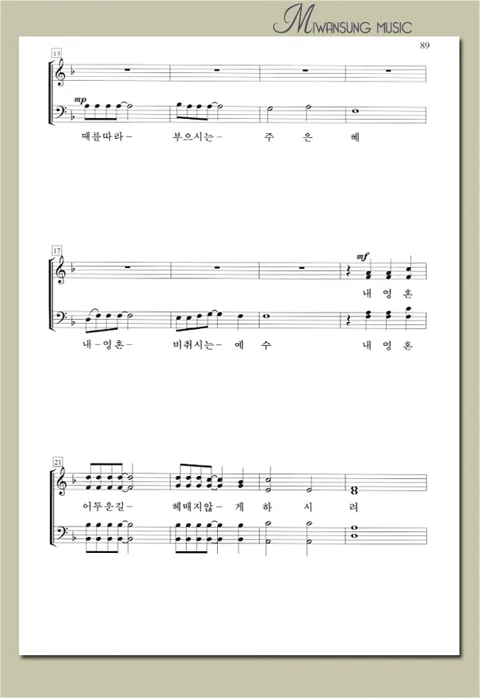 MIWANSUNG MUSIC
89
13
mp
때를따라- 부으시는- 주 은 혜
17
mf
내 영 혼
내-영혼- 비취시는-예 수 내 영 혼
21
어두운길- 헤매지않-게 하 시 려